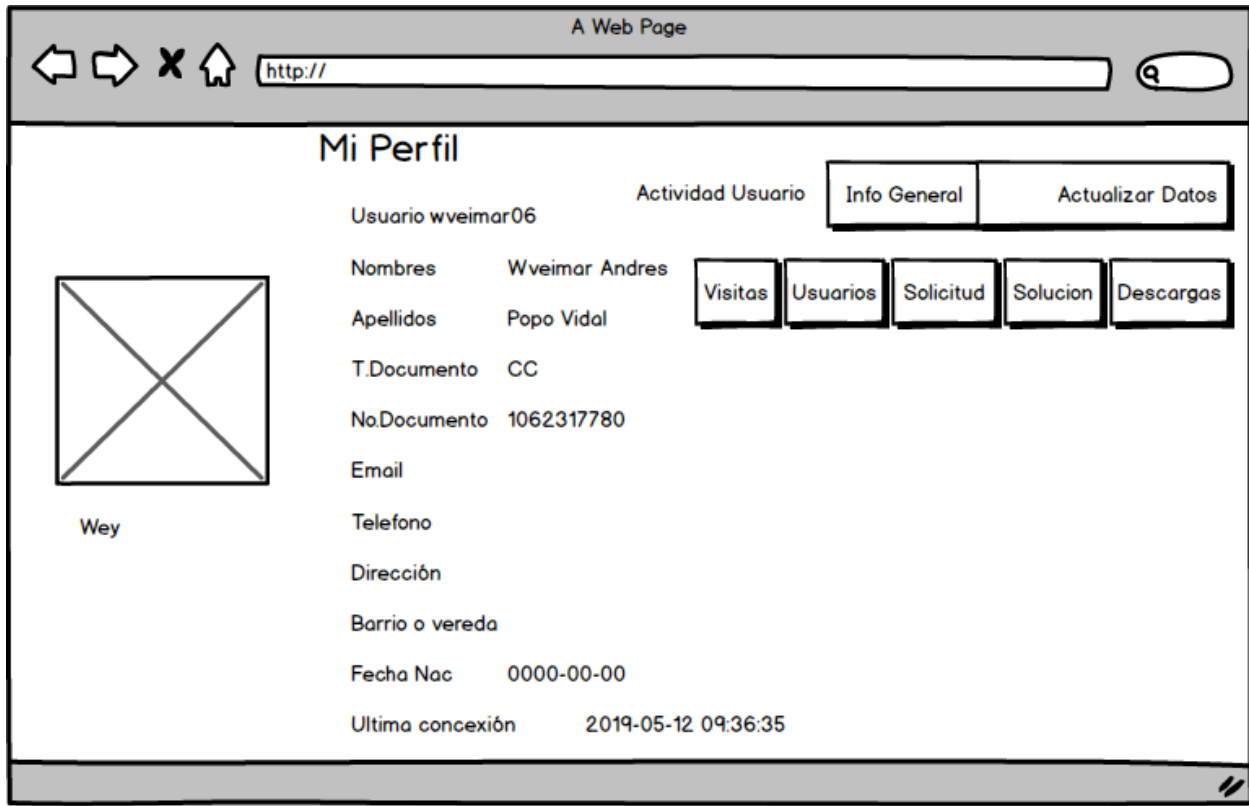 A Web Page
http://
Mi Perfil
Actividad Usuario Info General Actualizar Datos
Usuario wveimar06
Nombres Wveimar Andres
Visitas Usuarios Solicitud Solucion Descargas
Apellidos Popo Vidal
T.Documento CC
No.Documento 1062317780
Email
Wey
Telefono
Dirección
Barrio o vereda
Fecha Nac 0000-00-00
Ultima concexión 2019-05-12 09:36:35